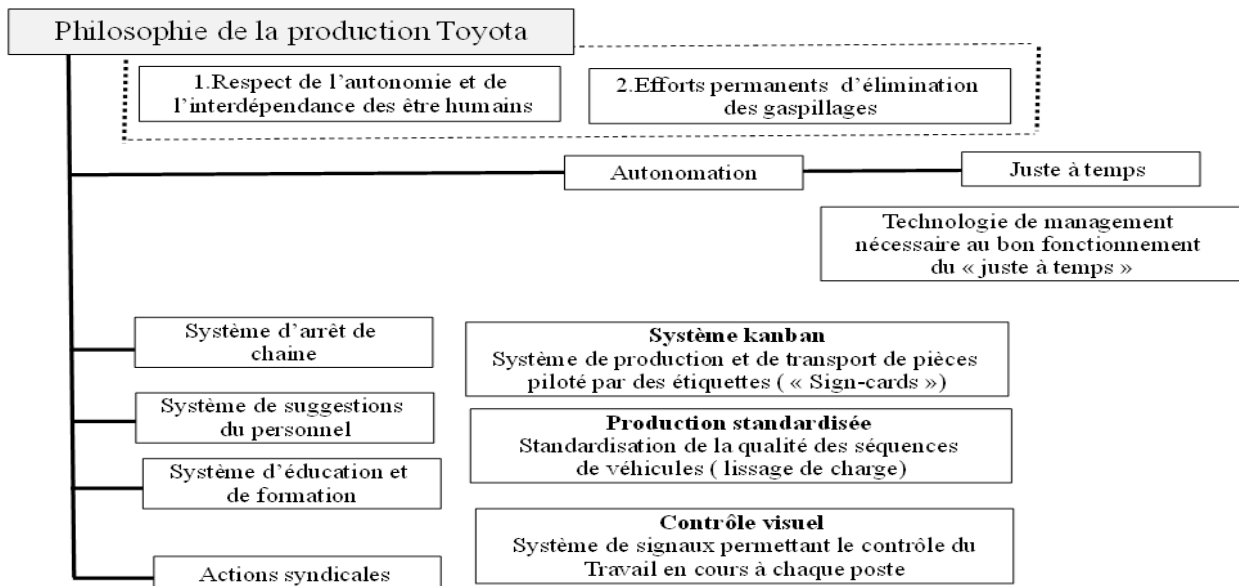 Philosophie de la production Toyota
1.Respect de l'autonomie et de
l'interdépendance des être humains
2.Efforts permanents d'élimination
des gaspillages
Autonomation
Juste à temps
Technologie de management
nécessaire au bon fonctionnement
du « juste à temps »
Système d'arrêt de
chaine
Système kanban
Système de production et de transport de pièces
piloté par des étiquettes ( « Sign-cards »)
Système de suggestions
du personnel
Production standardisée
Standardisation de la qualité des séquences
de véhicules ( lissage de charge)
Système d'éducation et
de formation
Contrôle visuel
Système de signaux permettant le contrôle du
Travail en cours à chaque poste
Actions syndicales